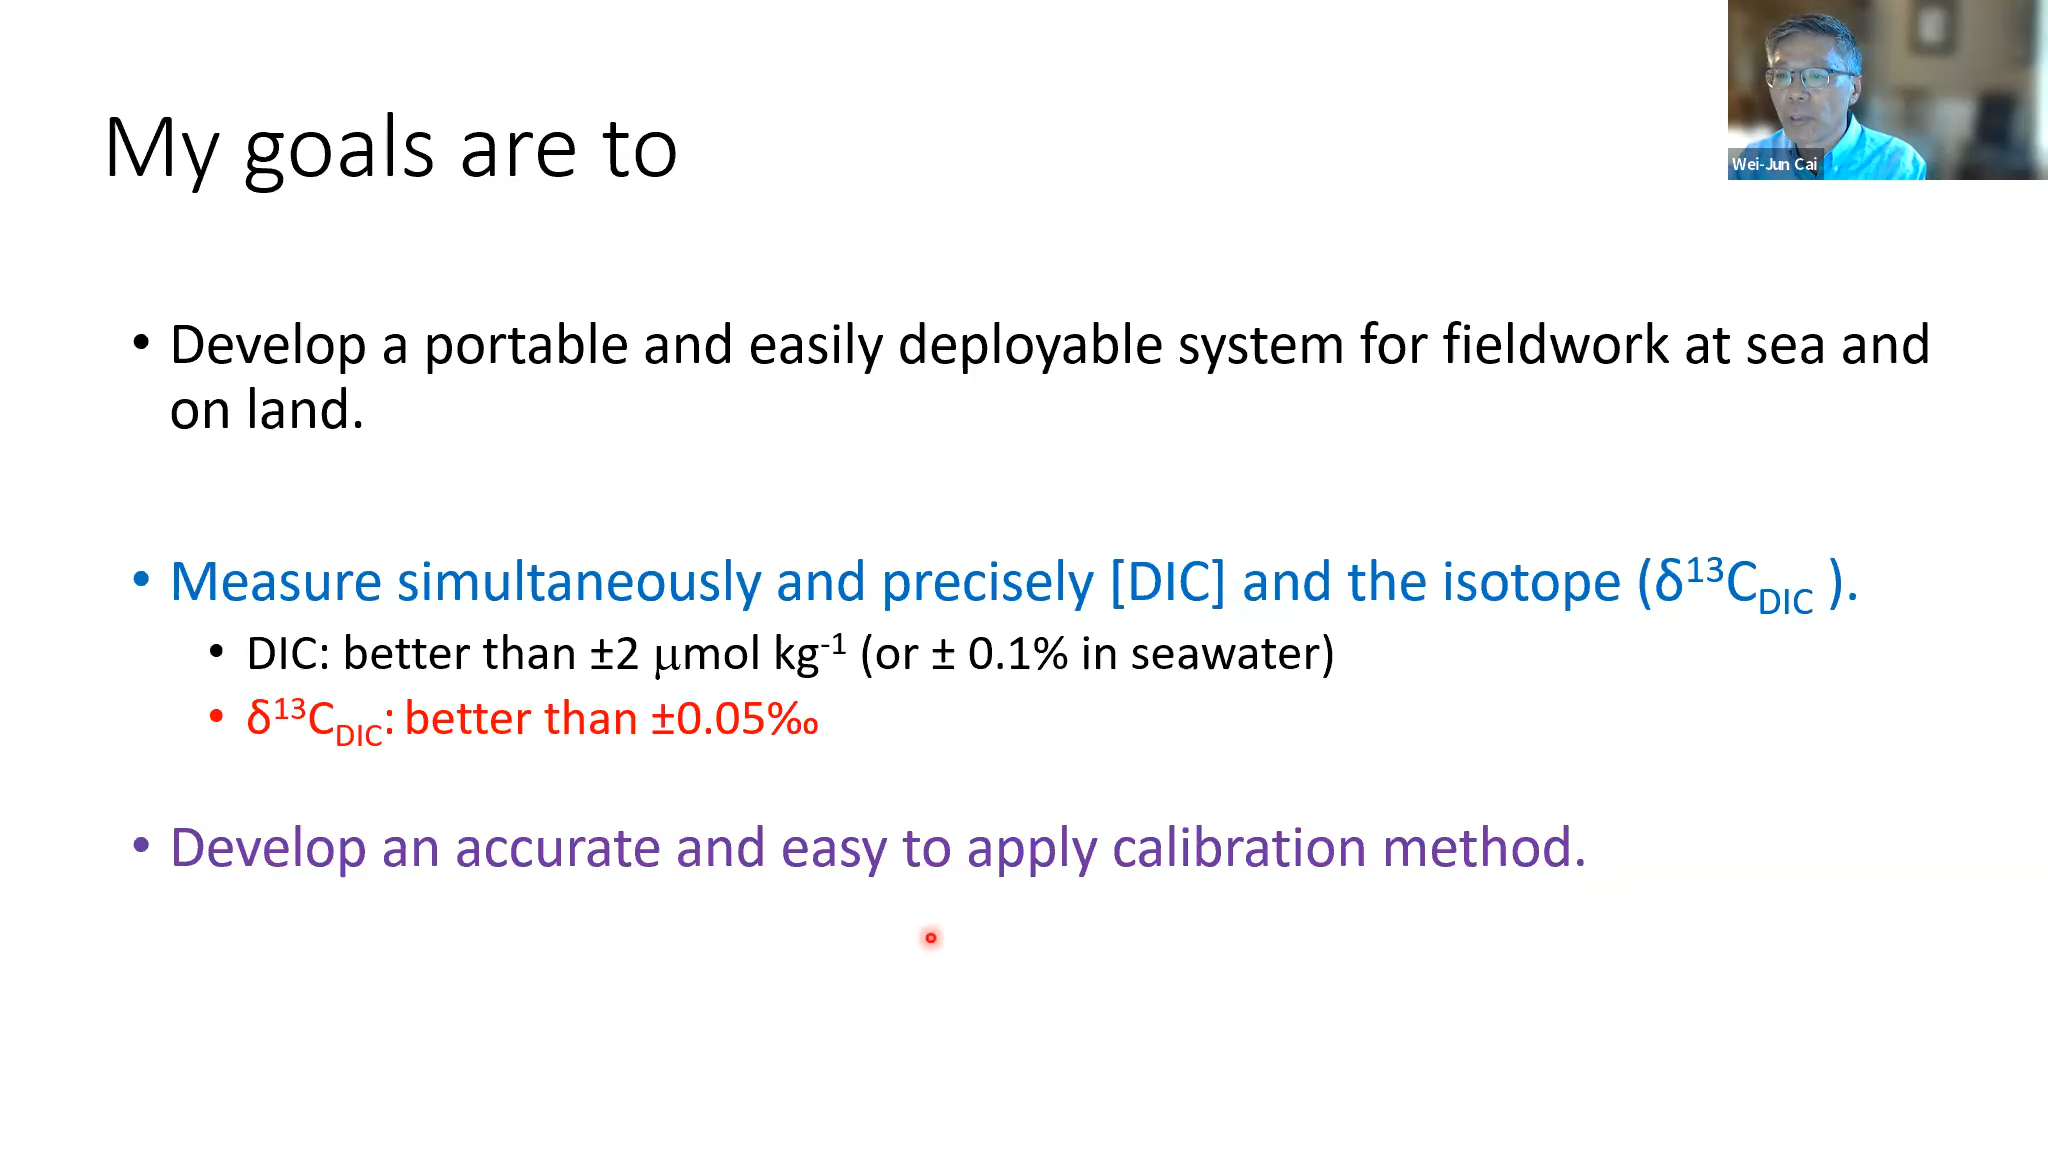 Wei-Jun Cai
My goals are to
• Develop a portable and easily deployable system for fieldwork at sea and
on land.
• Measure simultaneously and precisely [DIC] and the isotope (δ¹³C_DIC ).
• DIC: better than ±2 μmol kg⁻¹ (or ± 0.1% in seawater)
• δ¹³C_DIC: better than ±0.05‰
• Develop an accurate and easy to apply calibration method.